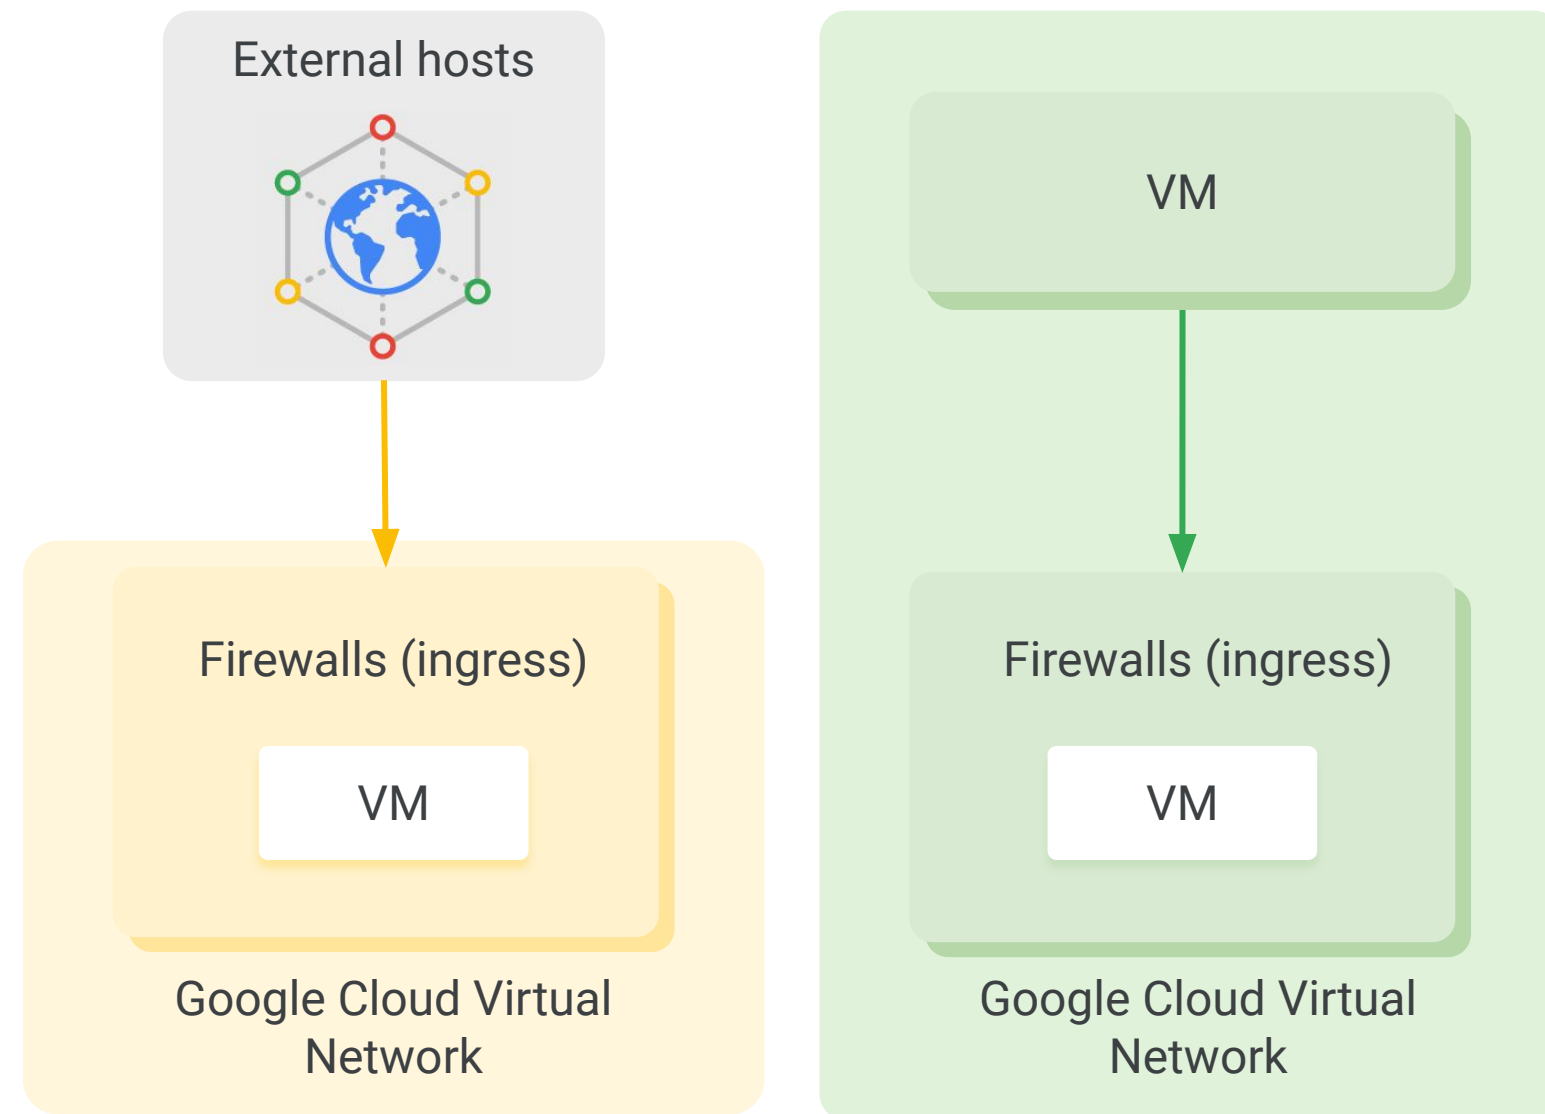 External hosts
Firewalls (ingress)
VM
Google Cloud Virtual
Network
VM
Firewalls (ingress)
VM
Google Cloud Virtual
Network